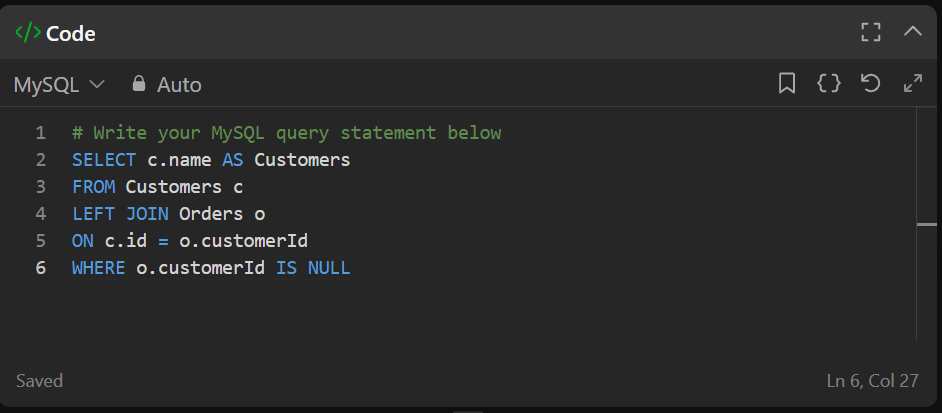 </> Code
MySQL Auto
1 # Write your MySQL query statement below
2 SELECT c.name AS Customers
3 FROM Customers c
4 LEFT JOIN Orders o
5 ON c.id = o.customerId
6 WHERE o.customerId IS NULL
Saved Ln 6, Col 27